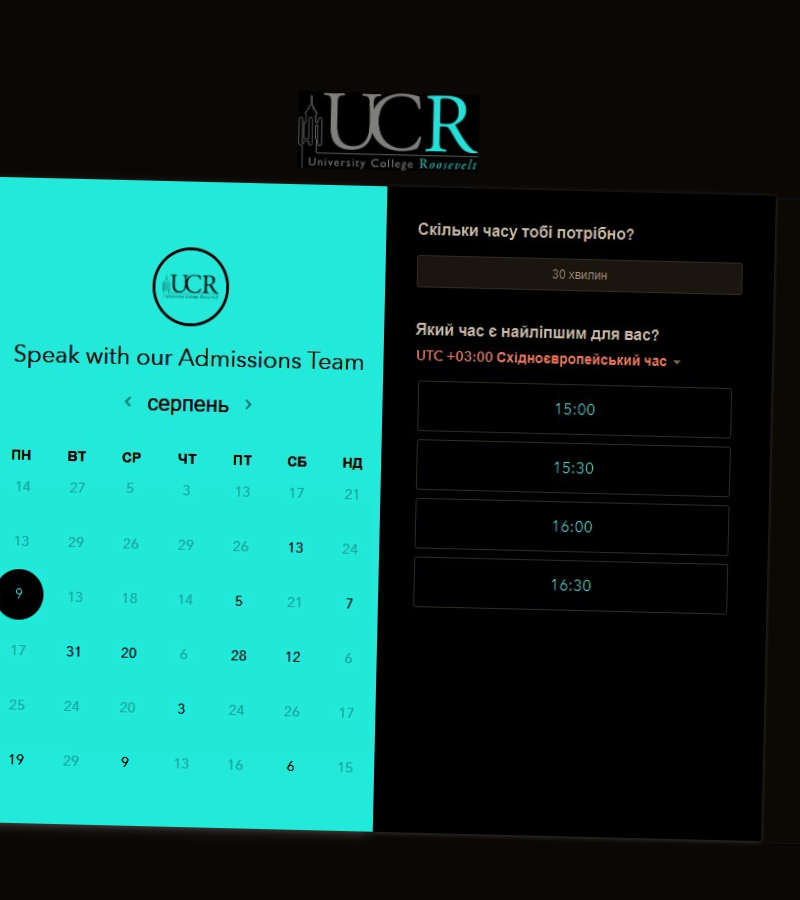 UCR
University College Roosevelt
UCR
Speak with our Admissions Team
серпень
ПН ВТ СР ЧТ ПТ СБ НД
14 27 5 3 13 17 21
13 29 26 29 26 13 24
9 13 18 14 5 21 7
17 31 20 6 28 12 6
25 24 20 3 24 26 17
19 29 9 13 16 6 15
Скільки часу тобі потрібно?
30 хвилин
Який час є найліпшим для вас?
UTC +03:00 Східноєвропейський час
15:00
15:30
16:00
16:30